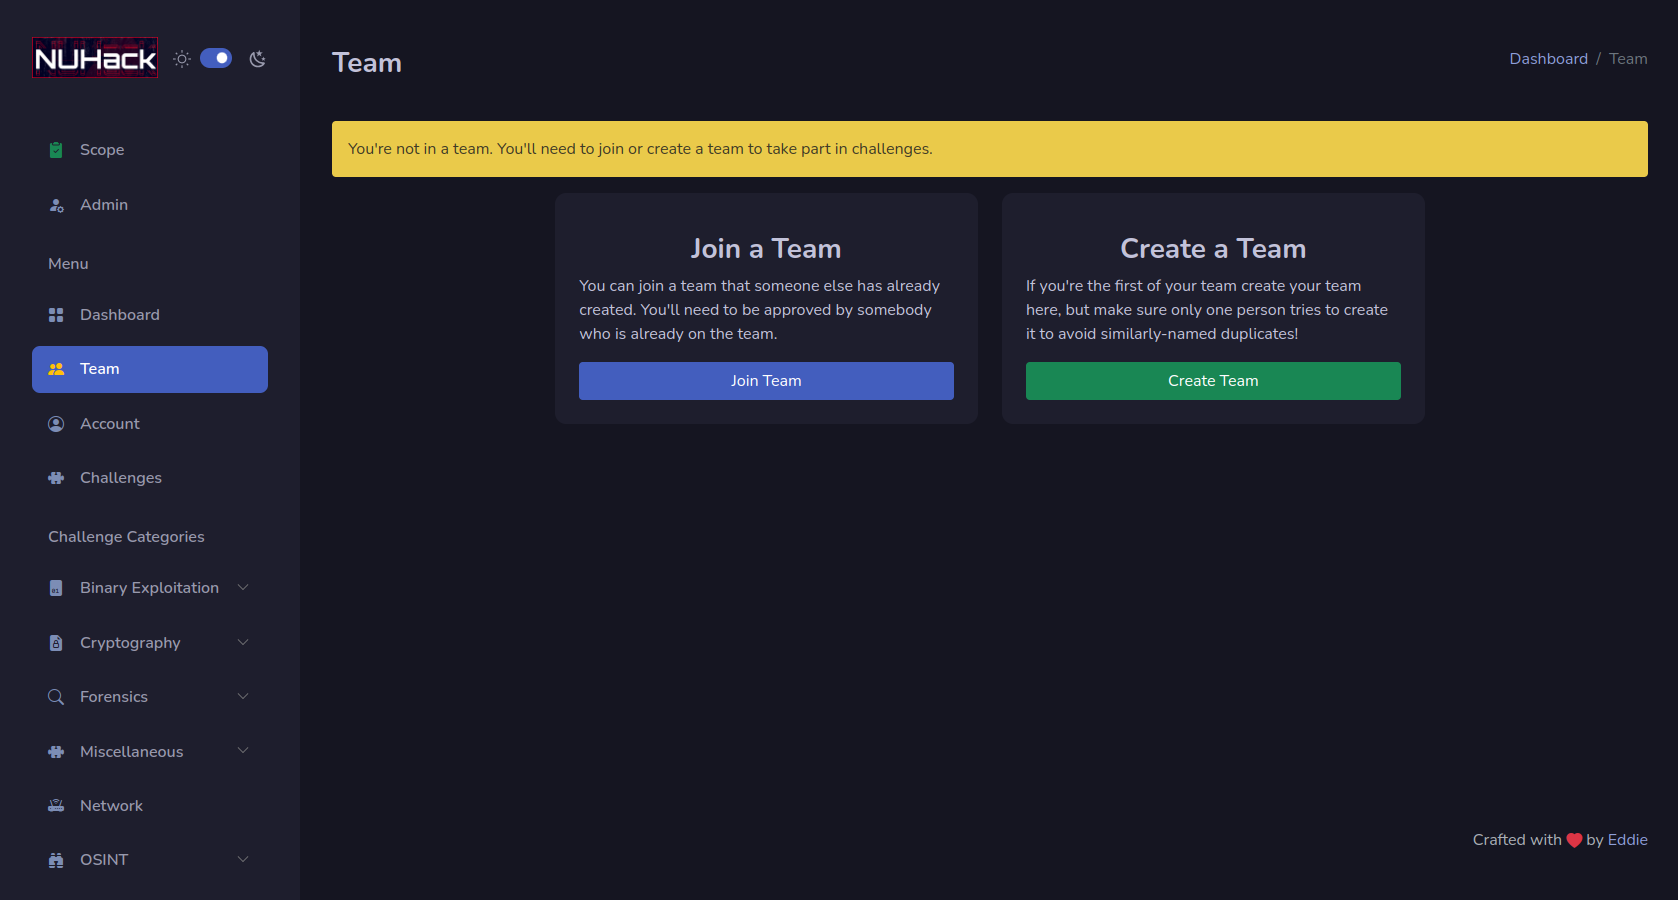 NUHack
Scope
Admin
Menu
Dashboard
Team
Account
Challenges
Challenge Categories
Binary Exploitation
Cryptography
Forensics
Miscellaneous
Network
OSINT
Team
Dashboard / Team
You're not in a team. You'll need to join or create a team to take part in challenges.
Join a Team
You can join a team that someone else has already
created. You'll need to be approved by somebody
who is already on the team.
Join Team
Create a Team
If you're the first of your team create your team
here, but make sure only one person tries to create
it to avoid similarly-named duplicates!
Create Team
Crafted with ❤ by Eddie